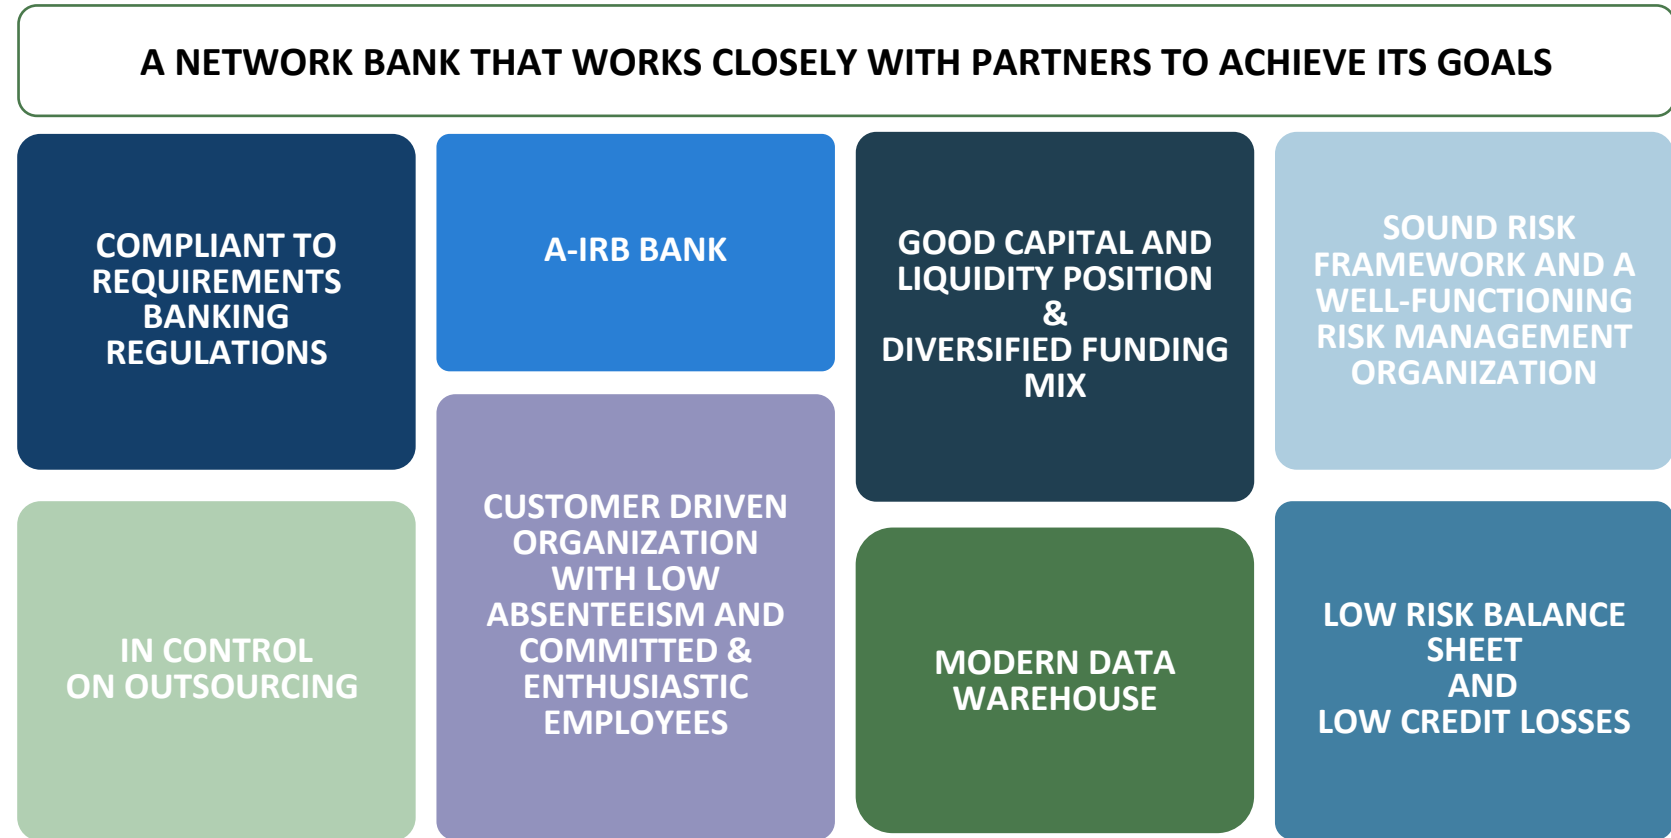 A NETWORK BANK THAT WORKS CLOSELY WITH PARTNERS TO ACHIEVE ITS GOALS
COMPLIANT TO
REQUIREMENTS
BANKING
REGULATIONS
A-IRB BANK
GOOD CAPITAL AND
LIQUIDITY POSITION
&
DIVERSIFIED FUNDING
MIX
SOUND RISK
FRAMEWORK AND A
WELL-FUNCTIONING
RISK MANAGEMENT
ORGANIZATION
IN CONTROL
ON OUTSOURCING
CUSTOMER DRIVEN
ORGANIZATION
WITH LOW
ABSENTEEISM AND
COMMITTED &
ENTHUSIASTIC
EMPLOYEES
MODERN DATA
WAREHOUSE
LOW RISK BALANCE
SHEET
AND
LOW CREDIT LOSSES